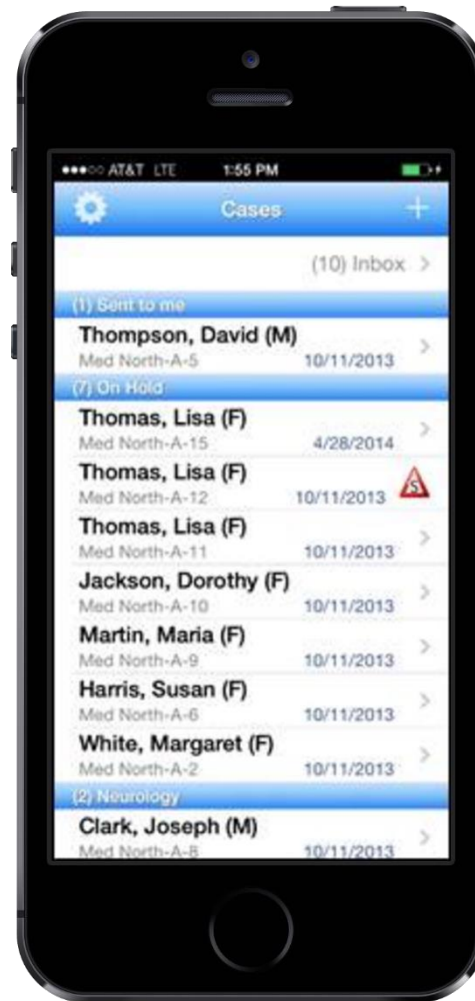 AT&T LTE 1:55 PM
Cases
(10) Inbox
(1) Sent to me
Thompson, David (M)
Med North-A-5 10/11/2013
(7) On Hold
Thomas, Lisa (F)
Med North-A-15 4/28/2014
Thomas, Lisa (F)
Med North-A-12 10/11/2013 S
Thomas, Lisa (F)
Med North-A-11 10/11/2013
Jackson, Dorothy (F)
Med North-A-10 10/11/2013
Martin, Maria (F)
Med North-A-9 10/11/2013
Harris, Susan (F)
Med North-A-6 10/11/2013
White, Margaret (F)
Med North-A-2 10/11/2013
(2) Neurology
Clark, Joseph (M)
Med North-A-8 10/11/2013